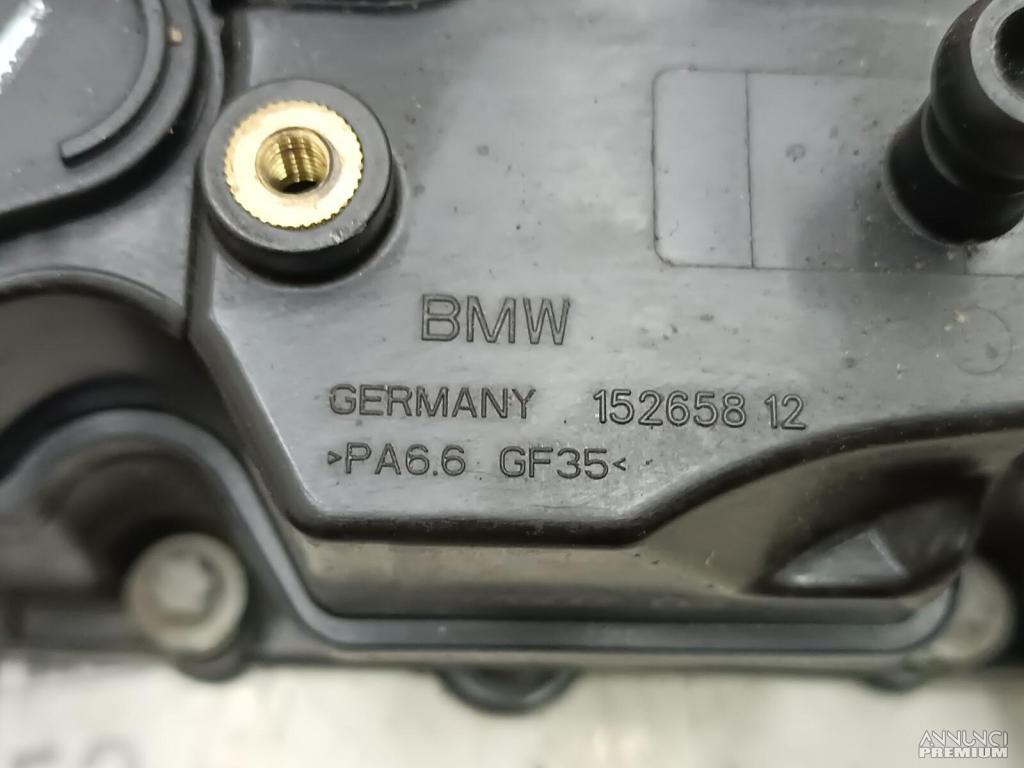 BMW
GERMANY 152658 12
>PA6.6 GF35<
ANNUNCI
PREMIUM